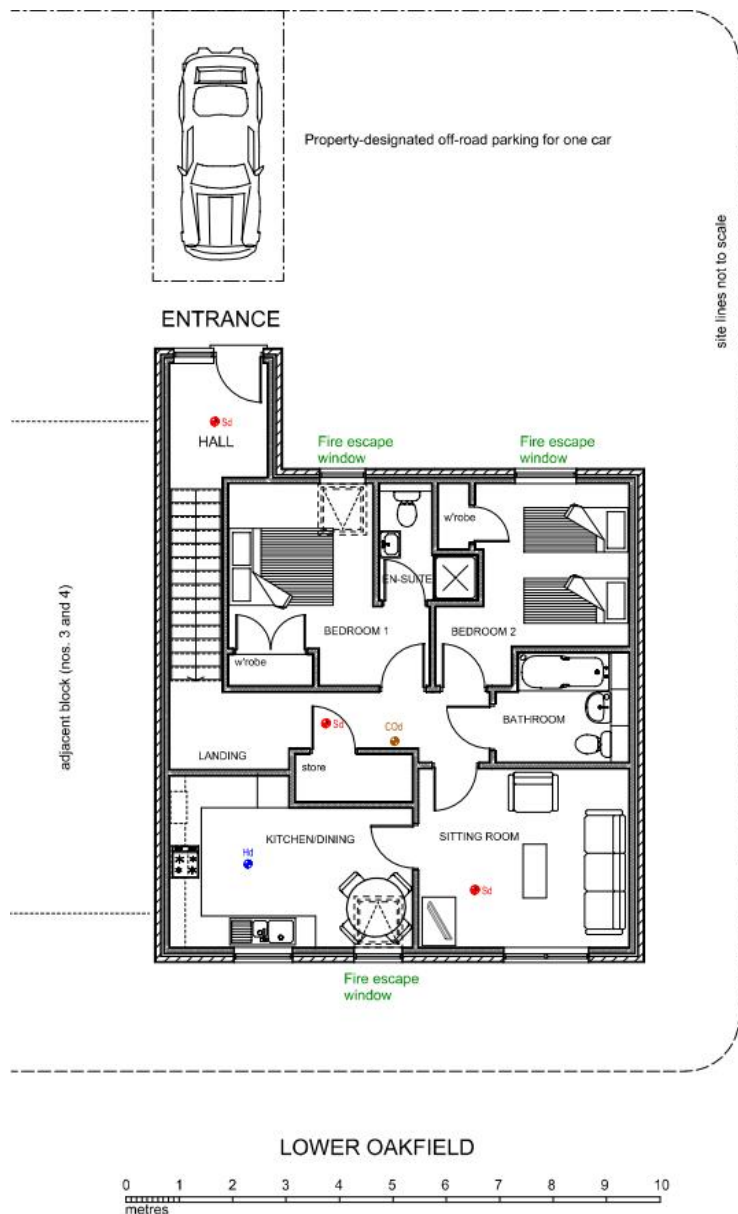 Property-designated off-road parking for one car
site lines not to scale
ENTRANCE
Sd
HALL
Fire escape
window
Fire escape
window
w'robe
EN-SUITE
BEDROOM 1
BEDROOM 2
w'robe
adjacent block (nos. 3 and 4)
Sd
COd
BATHROOM
LANDING
store
KITCHEN/DINING
SITTING ROOM
Hd
Sd
Fire escape
window
LOWER OAKFIELD
0 1 2 3 4 5 6 7 8 9 10
metres